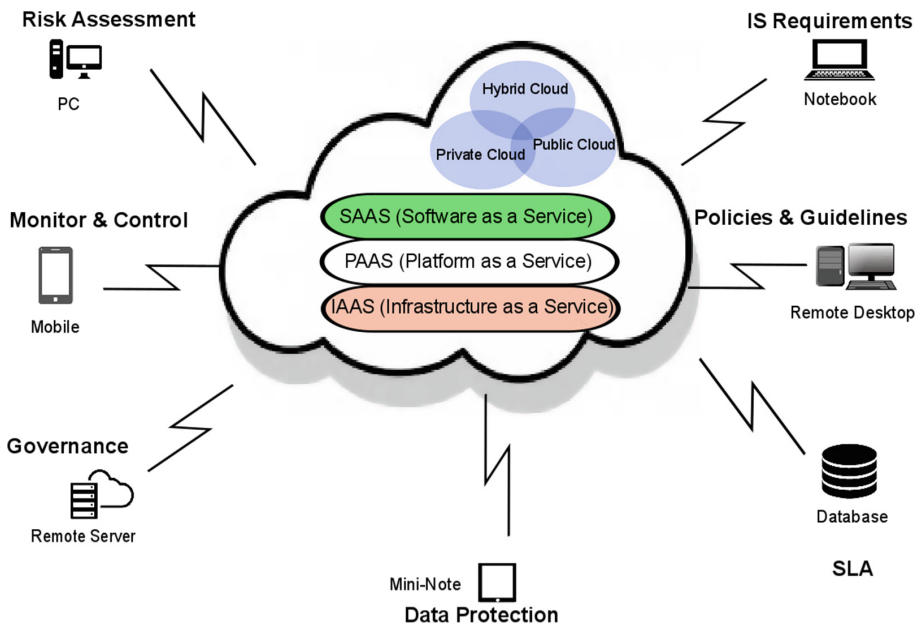 Risk Assessment
PC
IS Requirements
Notebook
Hybrid Cloud
Private Cloud
Public Cloud
SAAS (Software as a Service)
PAAS (Platform as a Service)
IAAS (Infrastructure as a Service)
Monitor & Control
Mobile
Policies & Guidelines
Remote Desktop
Governance
Remote Server
Database
SLA
Mini-Note
Data Protection